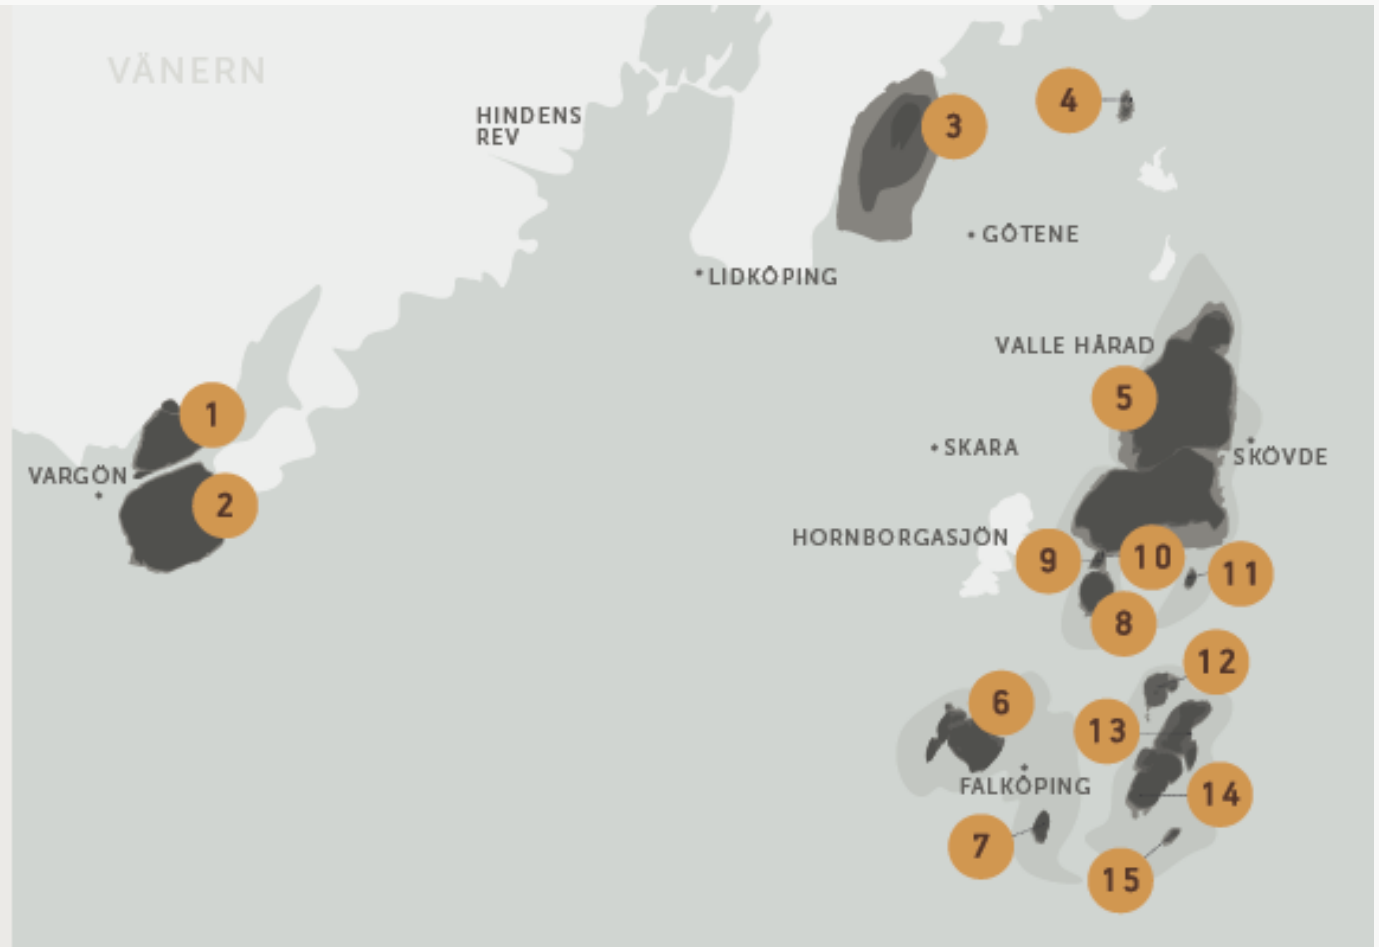 VÄNERN
HINDENS
REV
4
3
GÖTENE
LIDKÖPING
VALLE HÄRAD
5
1
SKARA
SKÖVDE
VARGÖN
2
HORNBORGASJÖN
9
10
11
8
12
6
13
FALKÖPING
14
7
15